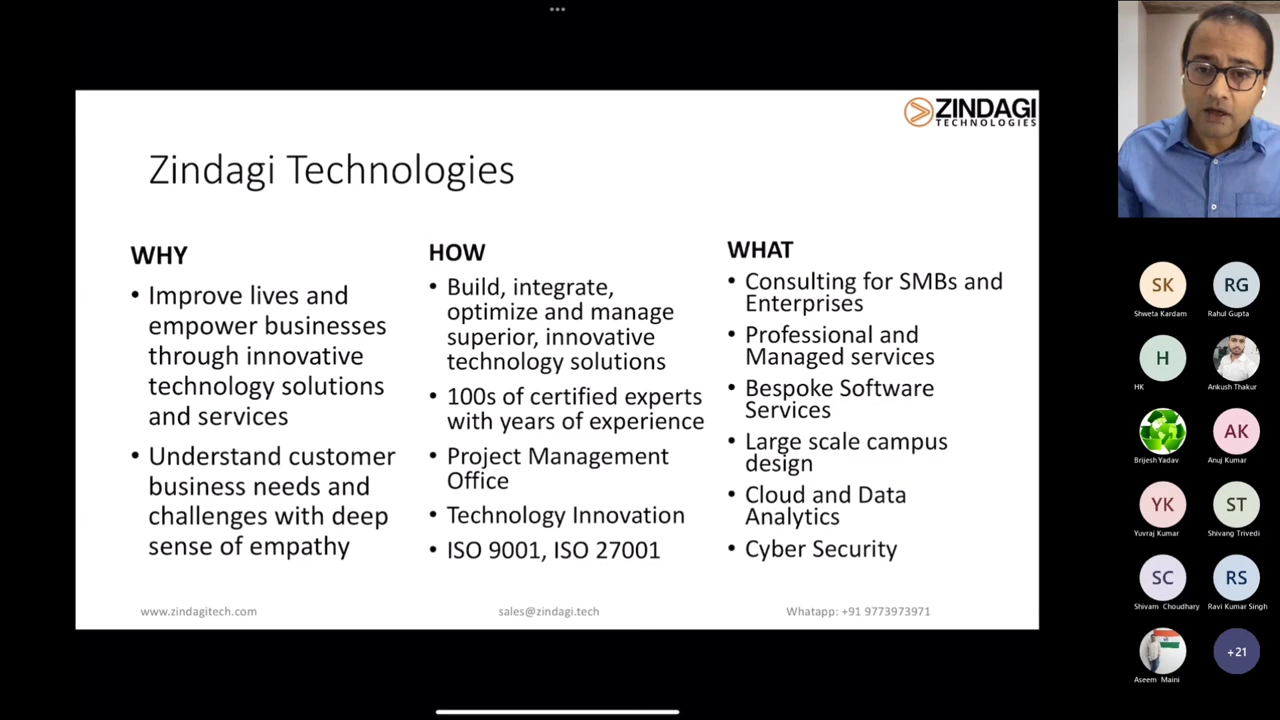 ZINDAGI
TECHNOLOGIES
Zindagi Technologies
WHY
• Improve lives and
empower businesses
through innovative
technology solutions
and services
• Understand customer
business needs and
challenges with deep
sense of empathy
HOW
• Build, integrate,
optimize and manage
superior, innovative
technology solutions
• 100s of certified experts
with years of experience
• Project Management
Office
• Technology Innovation
• ISO 9001, ISO 27001
WHAT
• Consulting for SMBs and
Enterprises
• Professional and
Managed services
• Bespoke Software
Services
• Large scale campus
design
• Cloud and Data
Analytics
• Cyber Security
www.zindagitech.com
sales@zindagi.tech
Whatapp: +91 9773973971
SK
Shweta Kardam
RG
Rahul Gupta
H
HK
Ankush Thakur
Brijesh Yadav
AK
Anuj Kumar
YK
Yuvraj Kumar
ST
Shivang Trivedi
SC
Shivam Choudhary
RS
Ravi Kumar Singh
Aseem Maini
+21